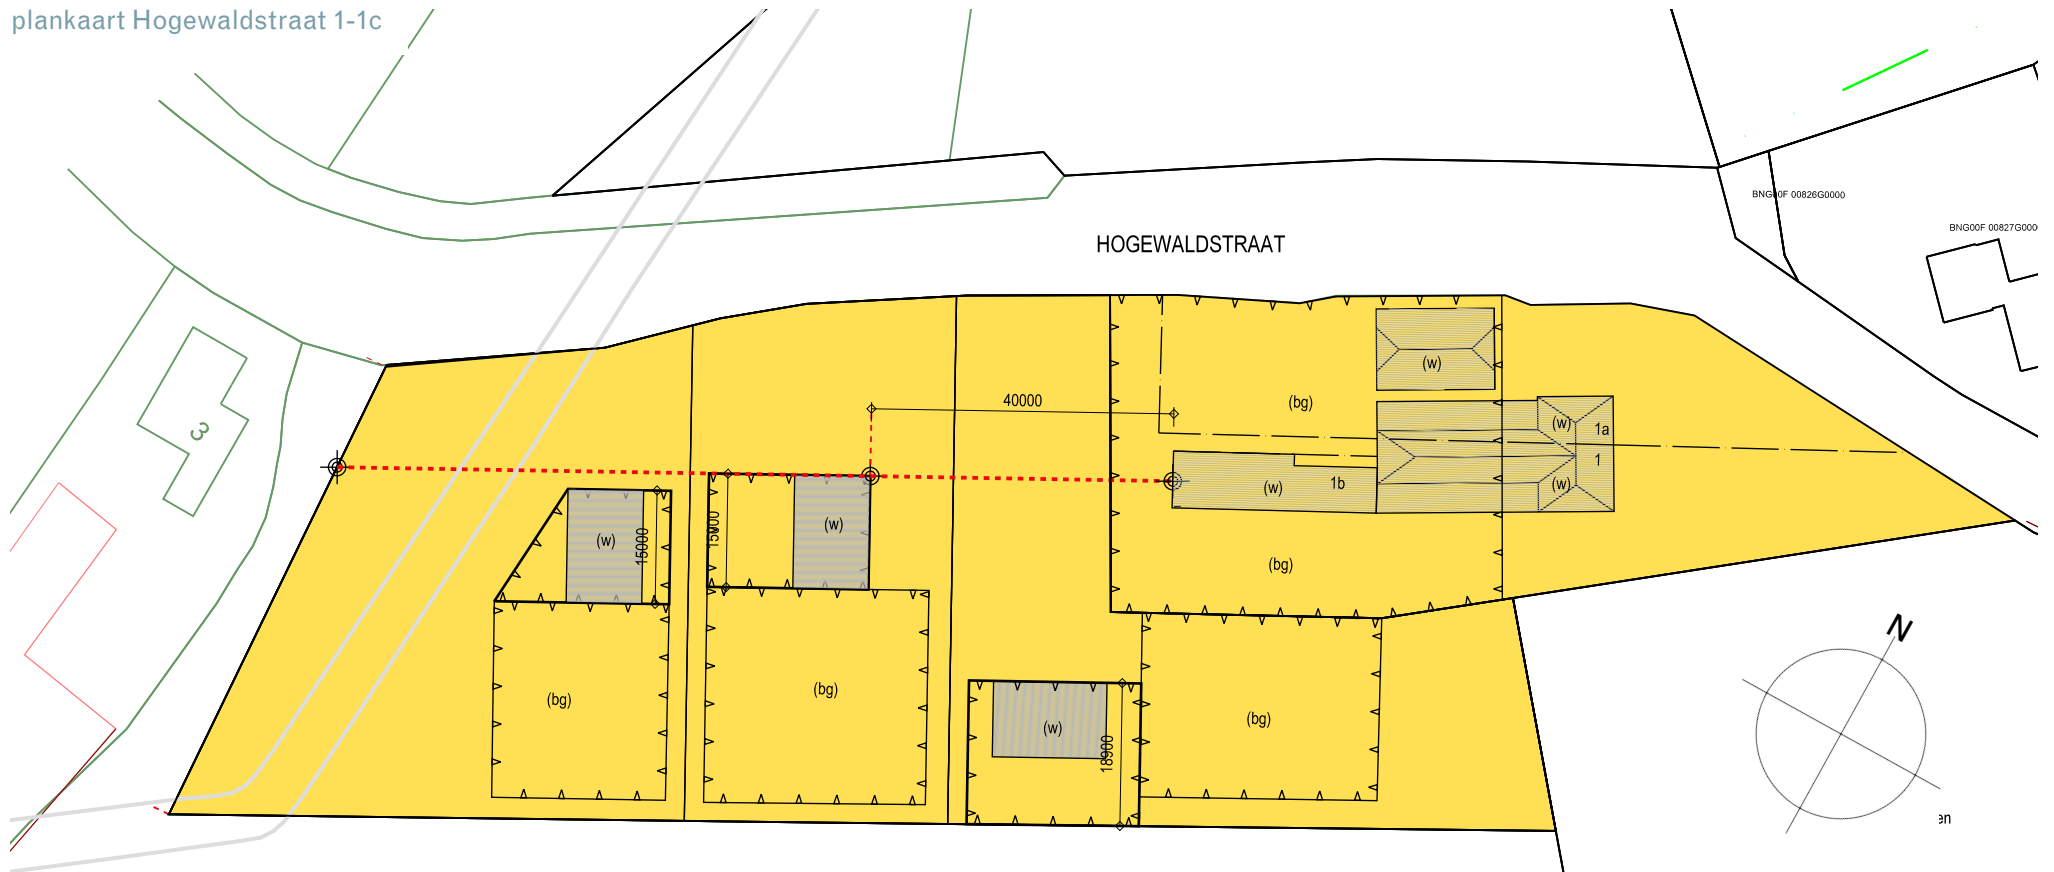 plankaart Hogewaldstraat 1-1c
BNG00F 00826G0000
BNG00F 00827G000
HOGEWALDSTRAAT
3
40000
(w)
(bg)
(w)
1a
1
(w)
1b
(w)
(w)
15000
(w)
15000
(w)
(bg)
(bg)
(bg)
(bg)
(w)
18900
N
en